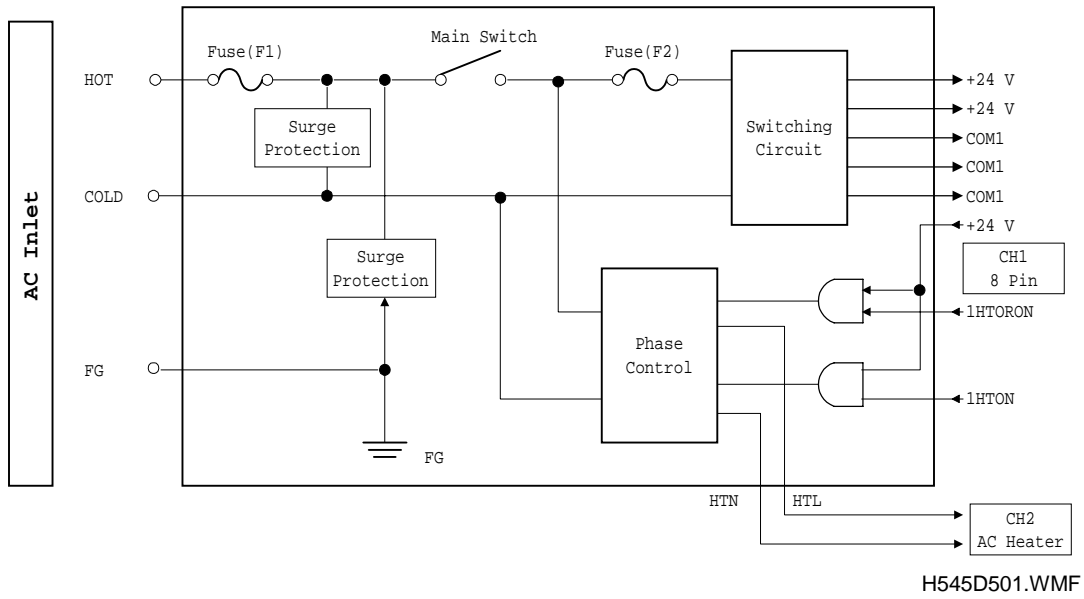 AC Inlet
Main Switch
Fuse(F1)
Fuse(F2)
HOT
+24 V
+24 V
Surge
Protection
Switching
Circuit
COM1
COM1
COLD
COM1
+24 V
Surge
Protection
CH1
8 Pin
1HTORON
Phase
Control
FG
1HTON
FG
HTN
HTL
CH2
AC Heater
H545D501.WMF